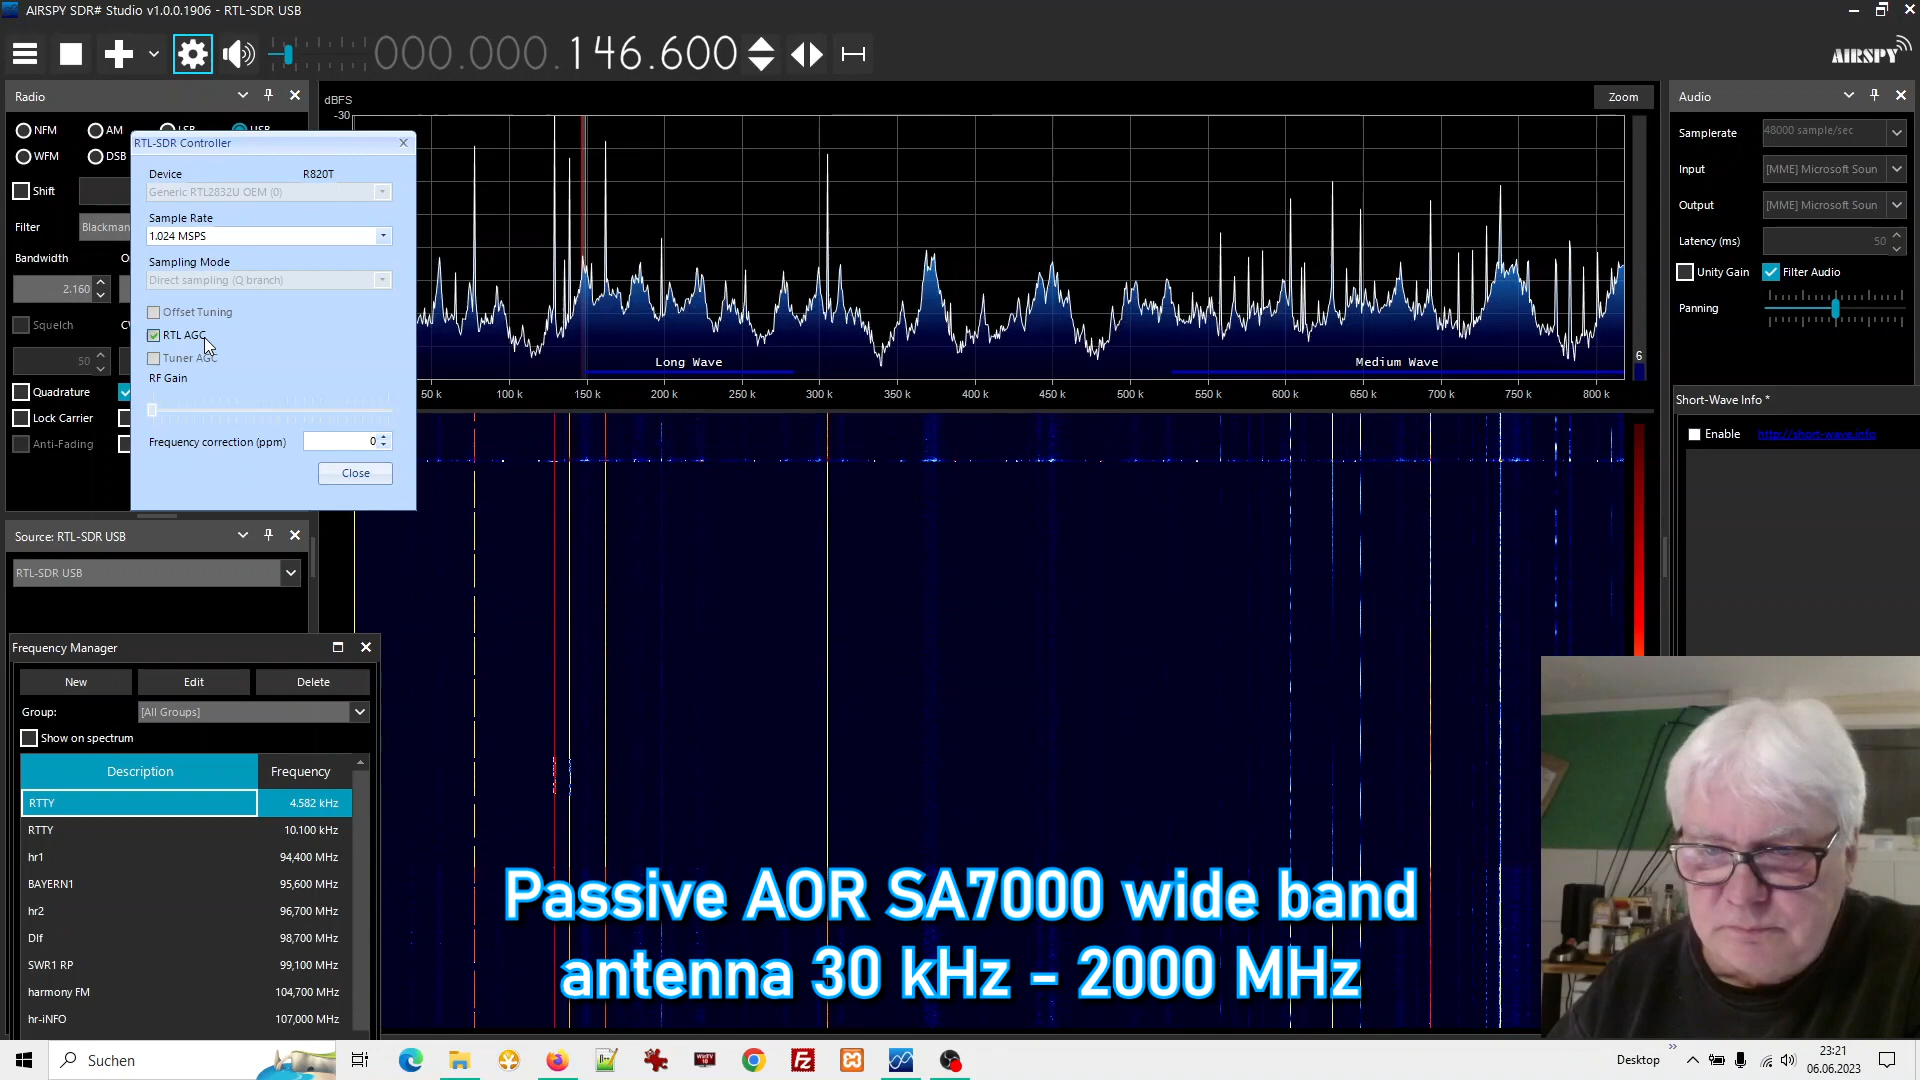 AIRSPY SDR# Studio v1.0.0.1906 - RTL-SDR USB
000.000.146.600
AIRSPY
Radio
NFM AM LSB USB
WFM DSB
Shift
Filter Blackman
Bandwidth
2.160
Squelch
50
Quadrature
Lock Carrier
Anti-Fading
RTL-SDR Controller
Device R820T
Generic RTL2832U OEM (0)
Sample Rate
1.024 MSPS
Sampling Mode
Direct sampling (Q branch)
Offset Tuning
RTL AGC
Tuner AGC
RF Gain
Frequency correction (ppm) 0
Close
dBFS
-30
Zoom
Long Wave
Medium Wave
6
50 k 100 k 150 k 200 k 250 k 300 k 350 k 400 k 450 k 500 k 550 k 600 k 650 k 700 k 750 k 800 k
Audio
Samplerate 48000 sample/sec
Input [MME] Microsoft Soun
Output [MME] Microsoft Soun
Latency (ms) 50
Unity Gain Filter Audio
Panning
Short-Wave Info *
Enable http://short-wave.info
Source: RTL-SDR USB
RTL-SDR USB
Frequency Manager
New Edit Delete
Group: [All Groups]
Show on spectrum
Description Frequency
RTTY 4.582 kHz
RTTY 10.100 kHz
hr1 94,400 MHz
BAYERN1 95,600 MHz
hr2 96,700 MHz
Dlf 98,700 MHz
SWR1 RP 99,100 MHz
harmony FM 104,700 MHz
hr-iNFO 107,000 MHz
Passive AOR SA7000 wide band
antenna 30 kHz - 2000 MHz
Suchen
Desktop
23:21
06.06.2023